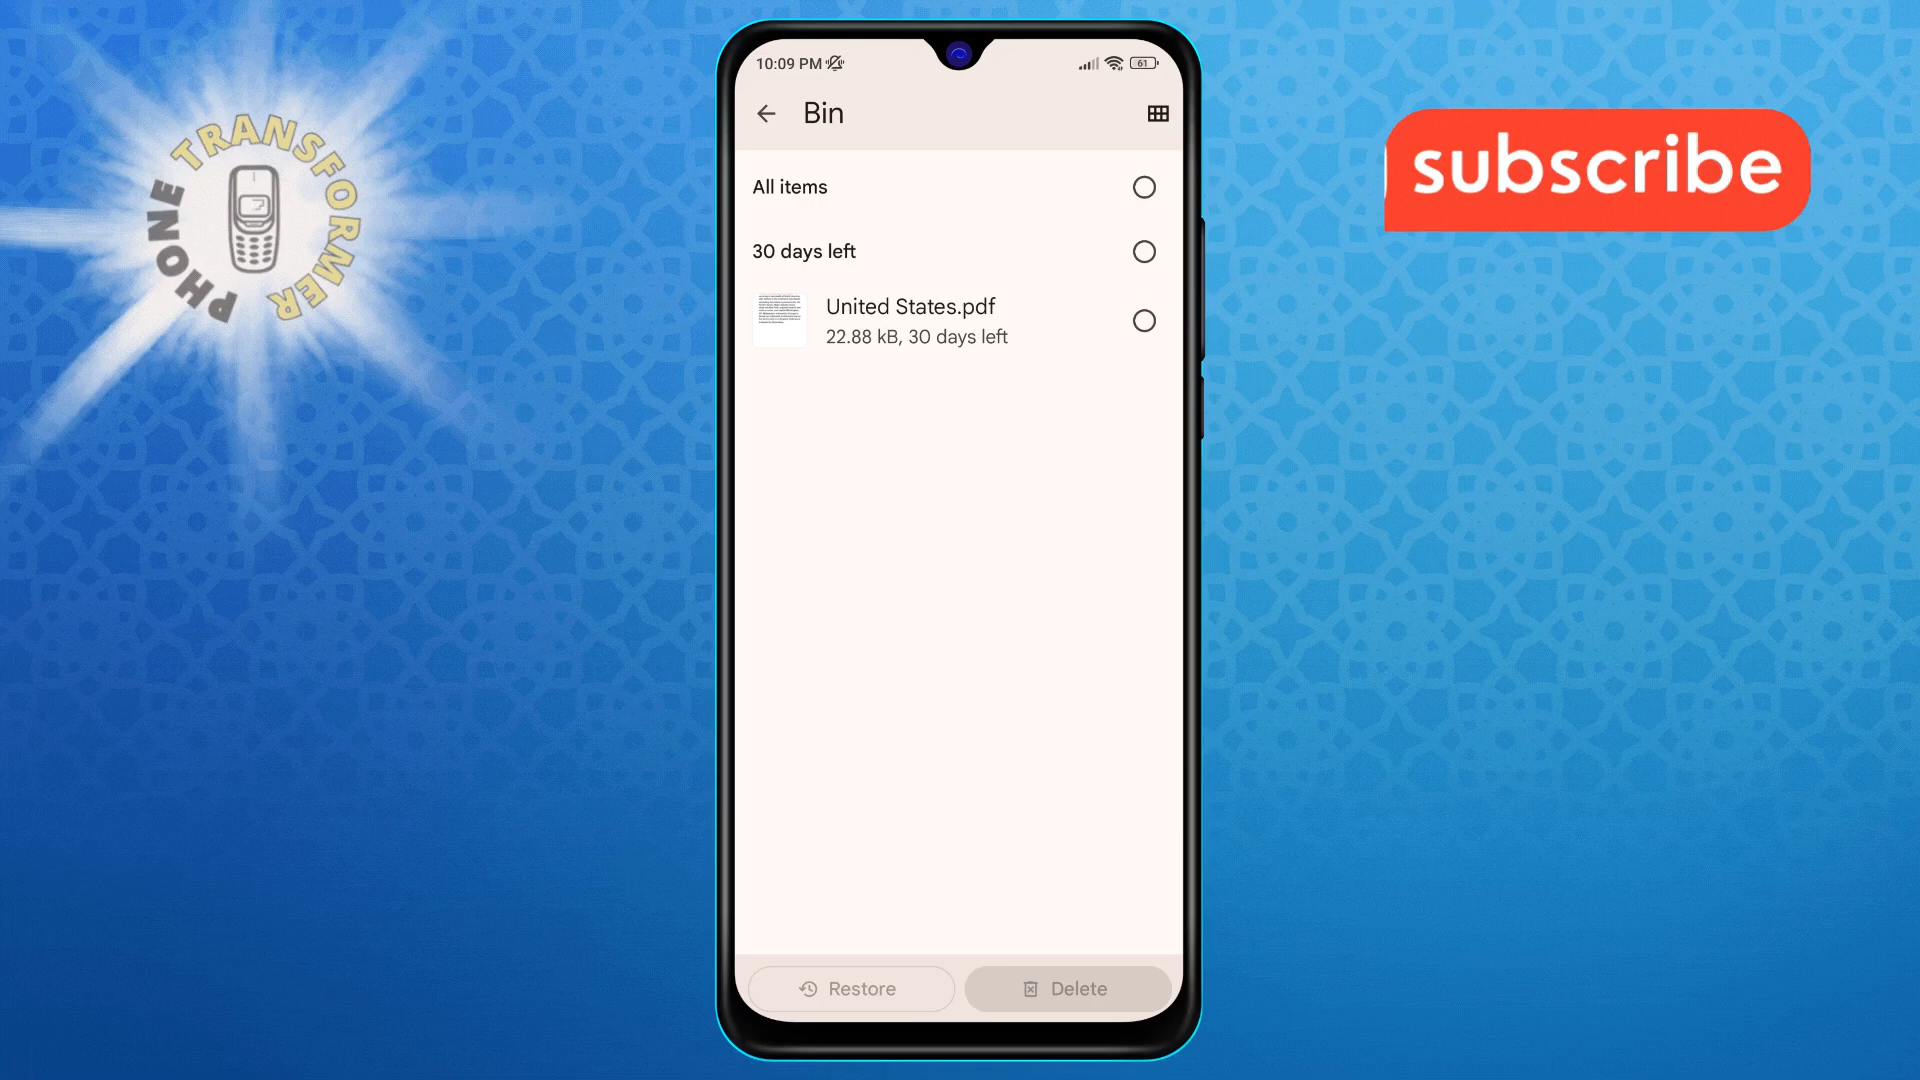 PHONE TRANSFORMER
10:09 PM
61
Bin
All items
30 days left
United States.pdf
22.88 kB, 30 days left
Restore
Delete
subscribe